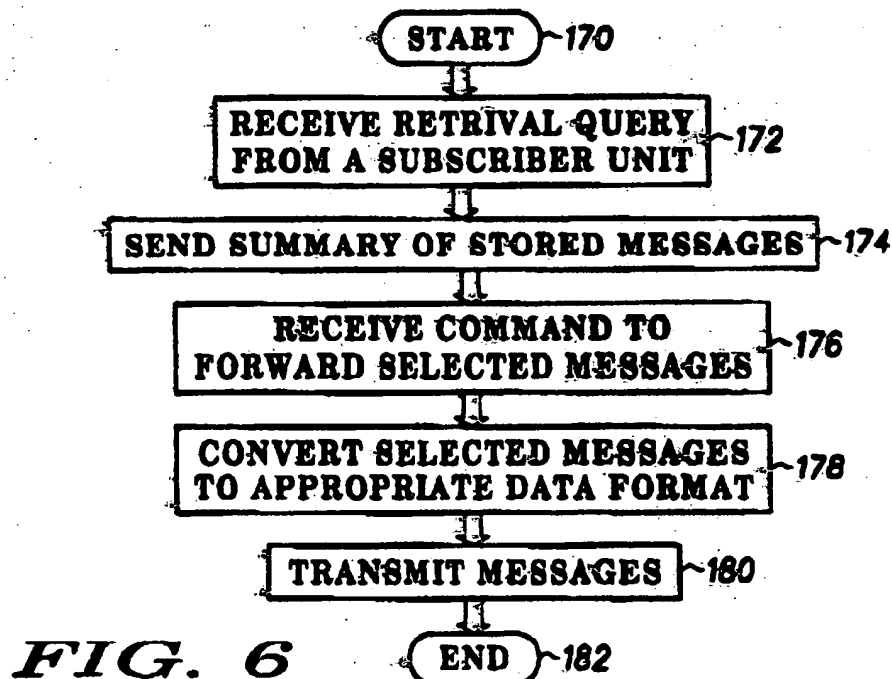 START 170
RECEIVE RETRIVAL QUERY
FROM A SUBSCRIBER UNIT 172
SEND SUMMARY OF STORED MESSAGES 174
RECEIVE COMMAND TO
FORWARD SELECTED MESSAGES 176
CONVERT SELECTED MESSAGES
TO APPROPRIATE DATA FORMAT 178
TRANSMIT MESSAGES 180
END 182
FIG. 6